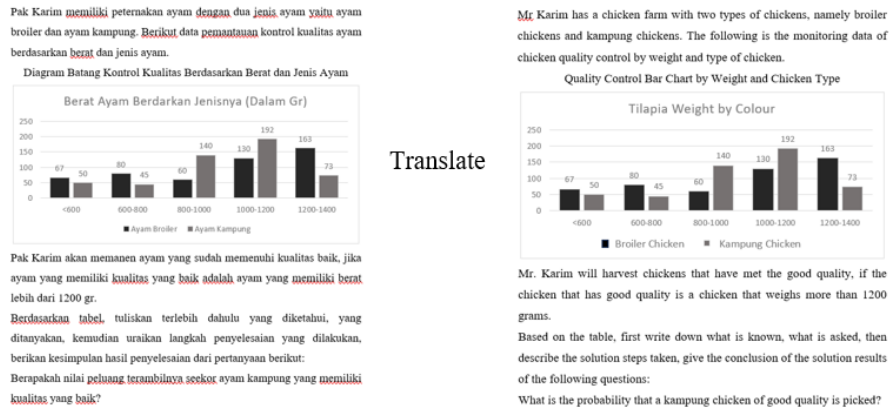 Pak Karim memiliki peternakan ayam dengan dua jenis ayam yaitu ayam
broiler dan ayam kampung. Berikut data pemantauan kontrol kualitas ayam
berdasarkan berat dan jenis ayam.
Diagram Batang Kontrol Kualitas Berdasarkan Berat dan Jenis Ayam
Berat Ayam Berdarkan Jenisnya (Dalam Gr)
250
200
150
100
50
0
67 50 80 45 60 140 130 192 163 73
<600 600-800 800-1000 1000-1200 1200-1400
Ayam Broiler Ayam Kampung
Pak Karim akan memanen ayam yang sudah memenuhi kualitas baik, jika
ayam yang memiliki kualitas yang baik adalah ayam yang memiliki berat
lebih dari 1200 gr.
Berdasarkan tabel, tuliskan terlebih dahulu yang diketahui, yang
ditanyakan, kemudian uraikan langkah penyelesaian yang dilakukan,
berikan kesimpulan hasil penyelesaian dari pertanyaan berikut:
Berapakah nilai peluang terambilnya seekor ayam kampung yang memiliki
kualitas yang baik?
Translate
Mr Karim has a chicken farm with two types of chickens, namely broiler
chickens and kampung chickens. The following is the monitoring data of
chicken quality control by weight and type of chicken.
Quality Control Bar Chart by Weight and Chicken Type
Tilapia Weight by Colour
250
200
150
100
50
0
67 50 80 45 60 140 130 192 163 73
<600 600-800 800-1000 1000-1200 1200-1400
Broiler Chicken Kampung Chicken
Mr. Karim will harvest chickens that have met the good quality, if the
chicken that has good quality is a chicken that weighs more than 1200
grams.
Based on the table, first write down what is known, what is asked, then
describe the solution steps taken, give the conclusion of the solution results
of the following questions:
What is the probability that a kampung chicken of good quality is picked?